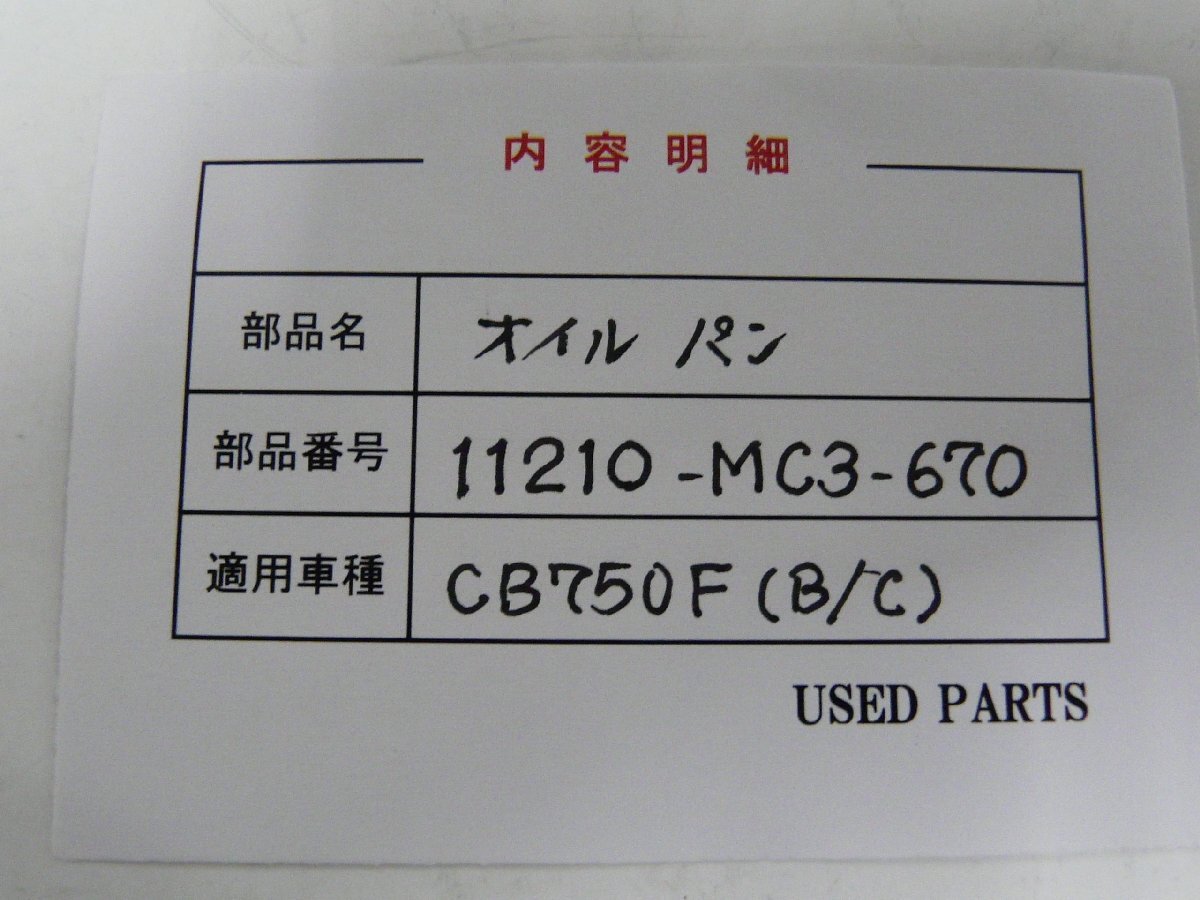 内容明細
部品名 オイル パン
部品番号 11210-MC3-670
適用車種 CB750F(B/C)
USED PARTS